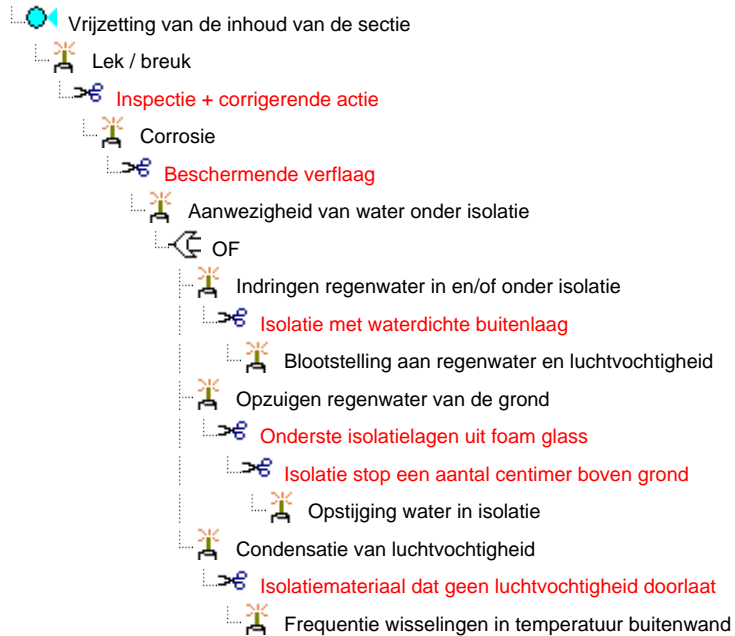 Vrijzetting van de inhoud van de sectie
Lek / breuk
Inspectie + corrigerende actie
Corrosie
Beschermende verflaag
Aanwezigheid van water onder isolatie
OF
Indringen regenwater in en/of onder isolatie
Isolatie met waterdichte buitenlaag
Blootstelling aan regenwater en luchtvochtigheid
Opzuigen regenwater van de grond
Onderste isolatielagen uit foam glass
Isolatie stop een aantal centimer boven grond
Opstijging water in isolatie
Condensatie van luchtvochtigheid
Isolatiemateriaal dat geen luchtvochtigheid doorlaat
Frequentie wisselingen in temperatuur buitenwand